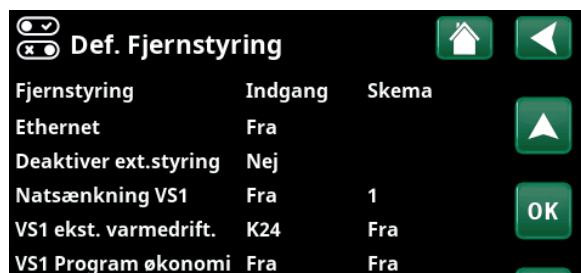 Def. Fjernstyring
Fjernstyring Indgang Skema
Ethernet Fra
Deaktiver ext.styring Nej
Natsænkning VS1 Fra 1
OK
VS1 ekst. varmedrift. K24 Fra
VS1 Program økonomi Fra Fra